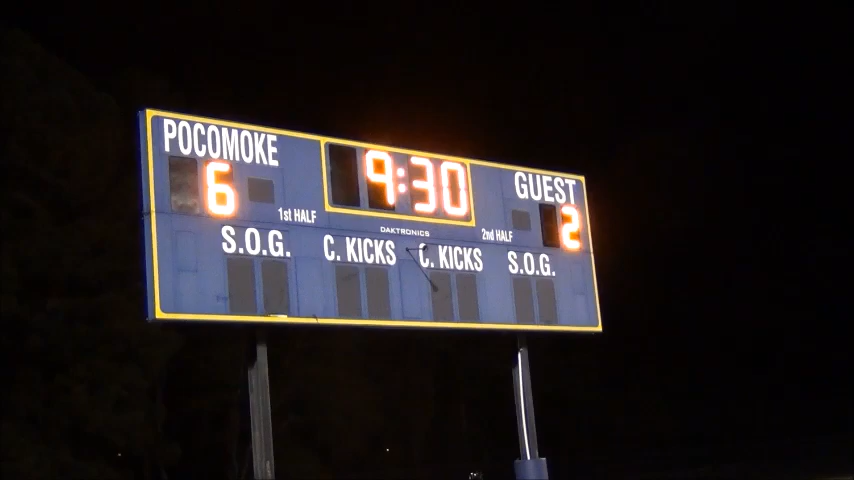 POCOMOKE
9:30
GUEST
6
1st HALF
2nd HALF
2
DAKTRONICS
S.O.G.
C. KICKS
C. KICKS
S.O.G.